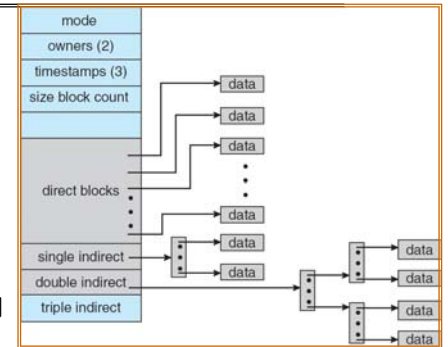 mode
owners (2)
timestamps (3)
size block count
data
data
direct blocks
data
data
single indirect
data
data
double indirect
data
data
triple indirect
data
data